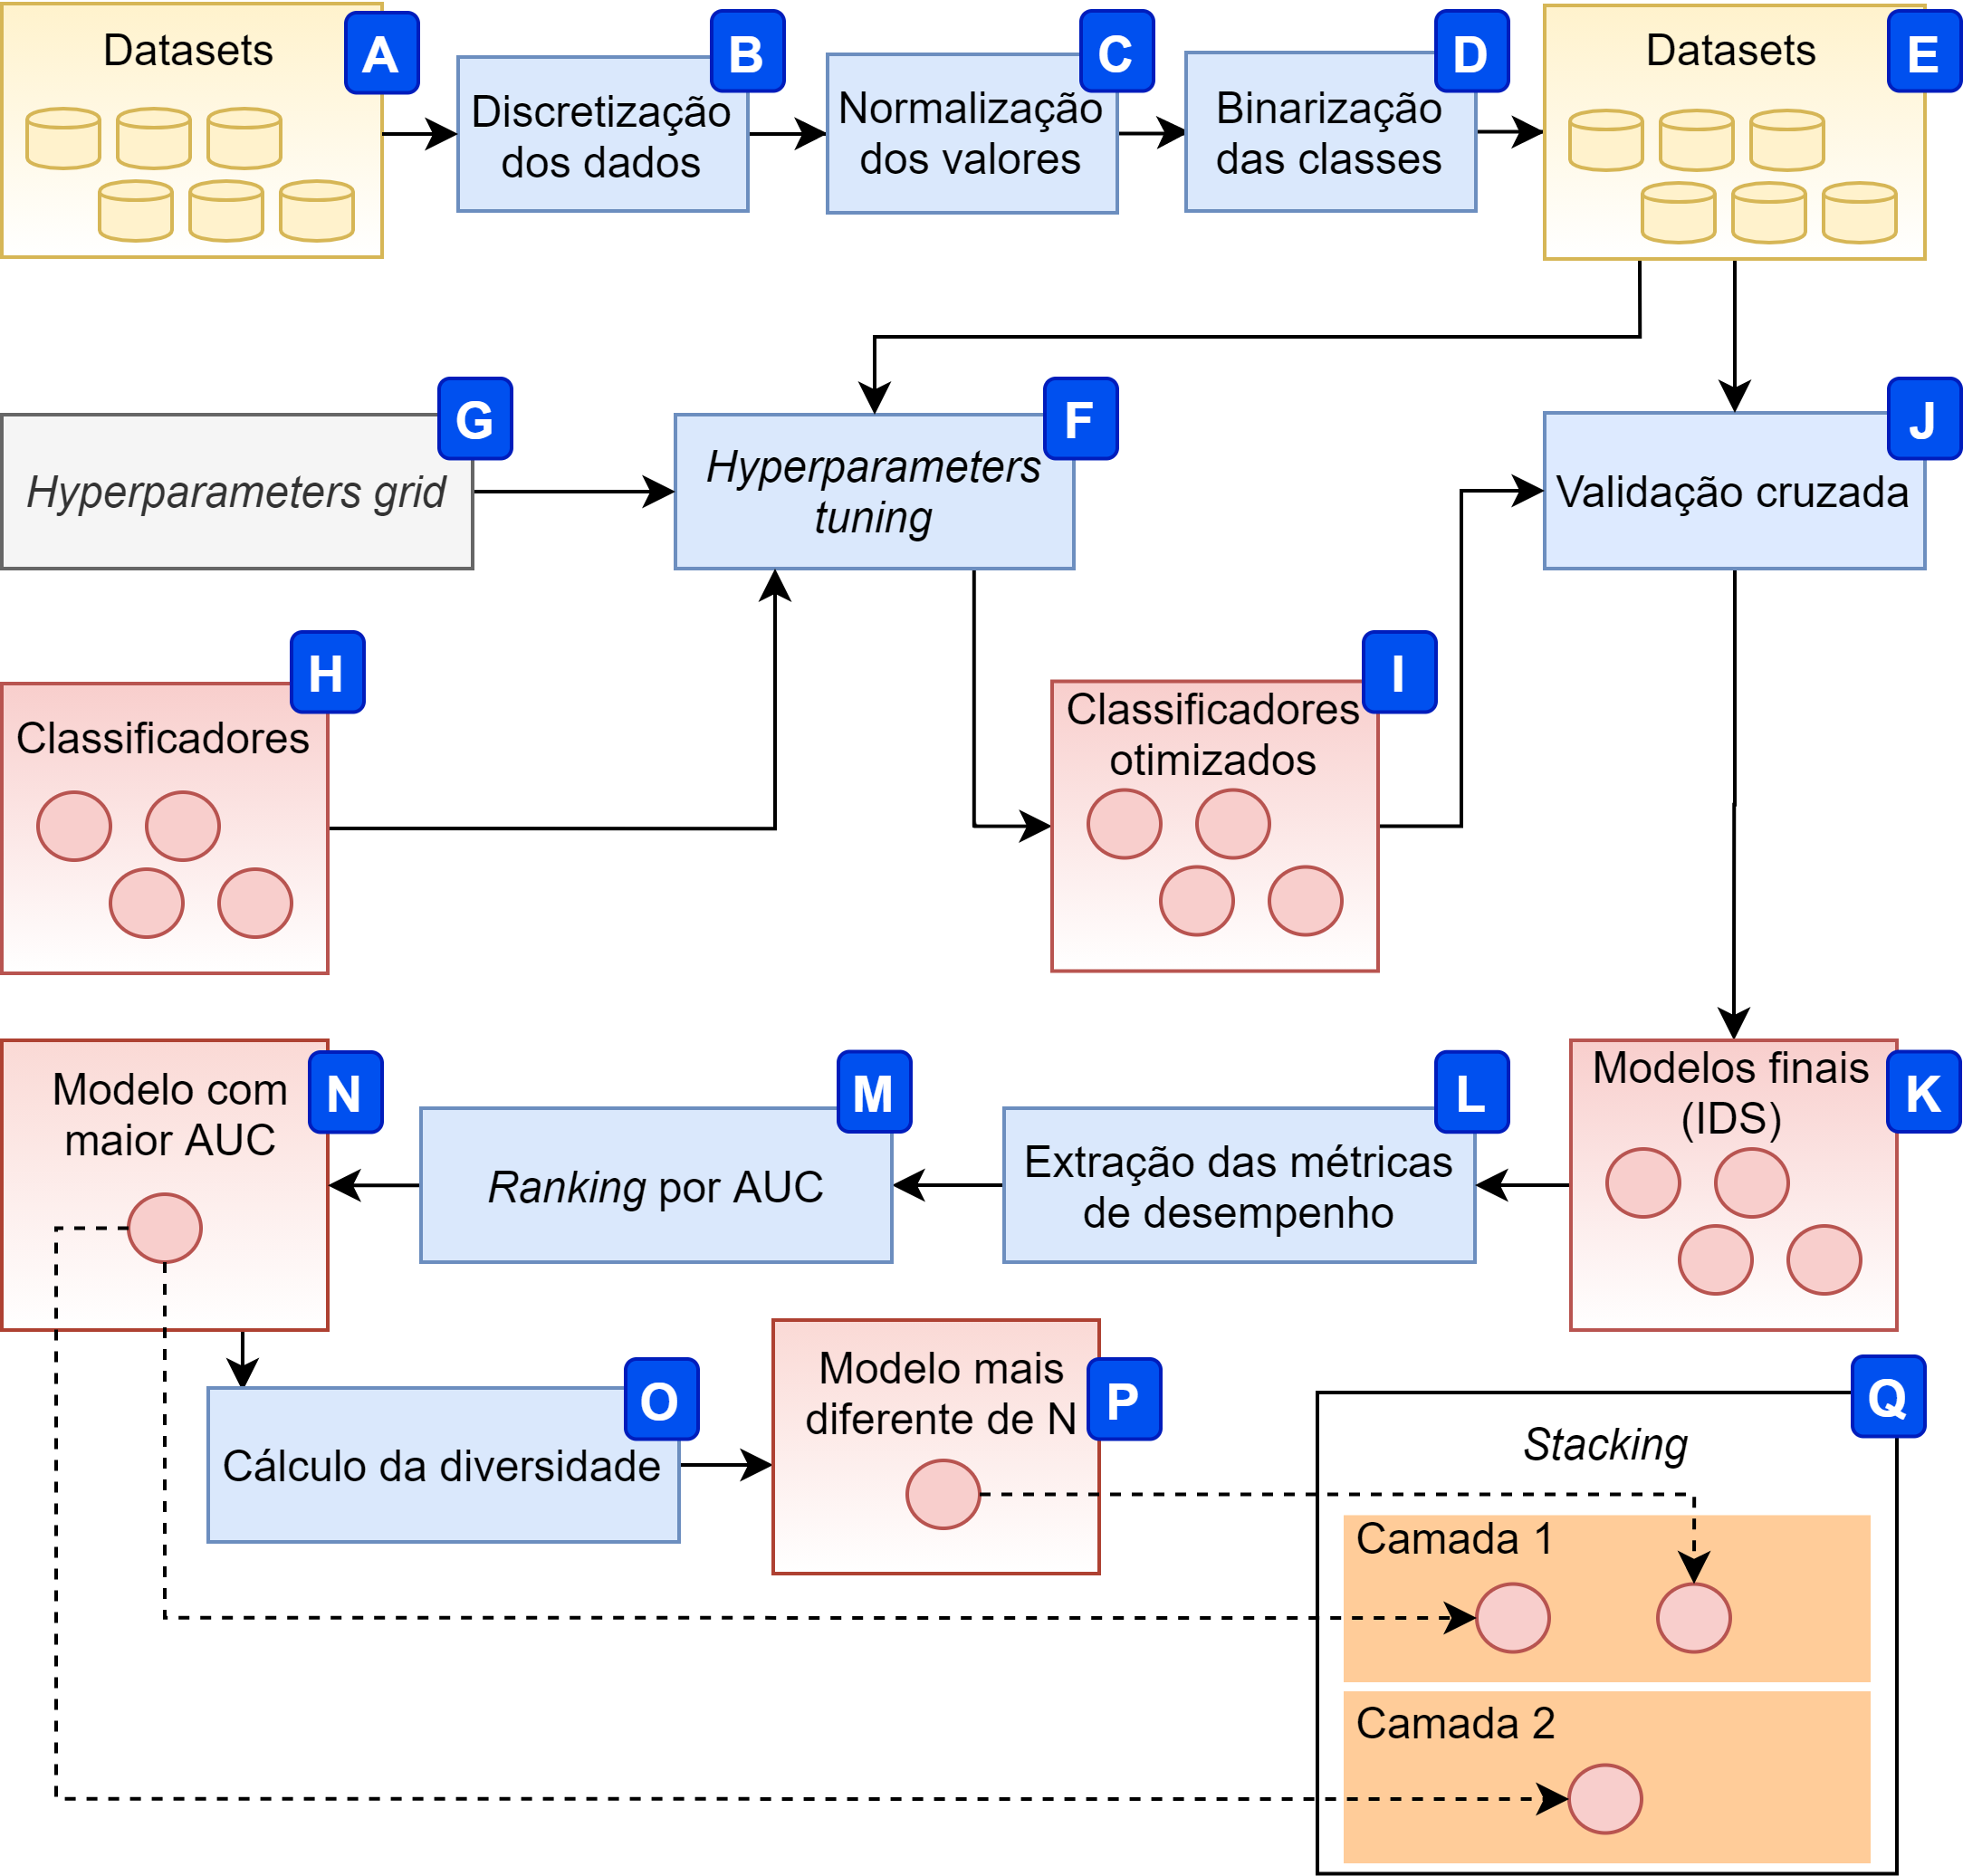 Datasets
A
Discretização
dos dados
B
Normalização
dos valores
C
Binarização
das classes
D
Datasets
E
Hyperparameters grid
G
Hyperparameters
tuning
F
Validação cruzada
J
Classificadores
H
Classificadores
otimizados
I
Modelo com
maior AUC
N
Ranking por AUC
M
Extração das métricas
de desempenho
L
Modelos finais
(IDS)
K
Cálculo da diversidade
O
Modelo mais
diferente de N
P
Stacking
Q
Camada 1
Camada 2